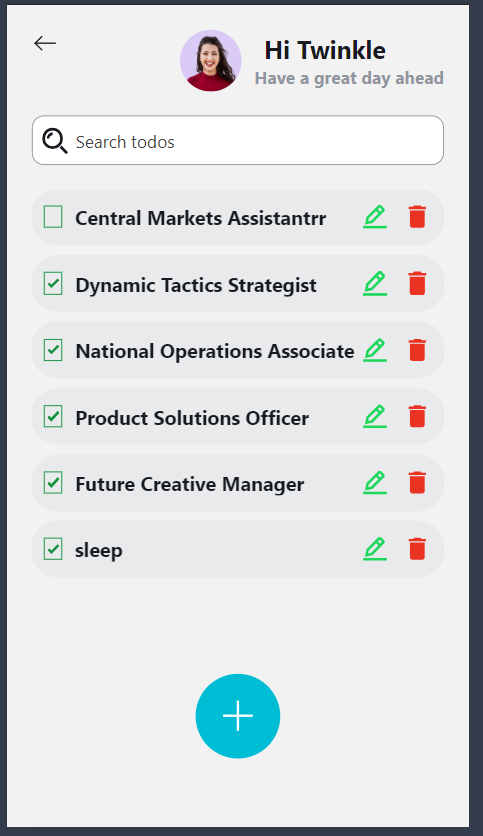 Hi Twinkle
Have a great day ahead
Search todos
Central Markets Assistantrr
Dynamic Tactics Strategist
National Operations Associate
Product Solutions Officer
Future Creative Manager
sleep